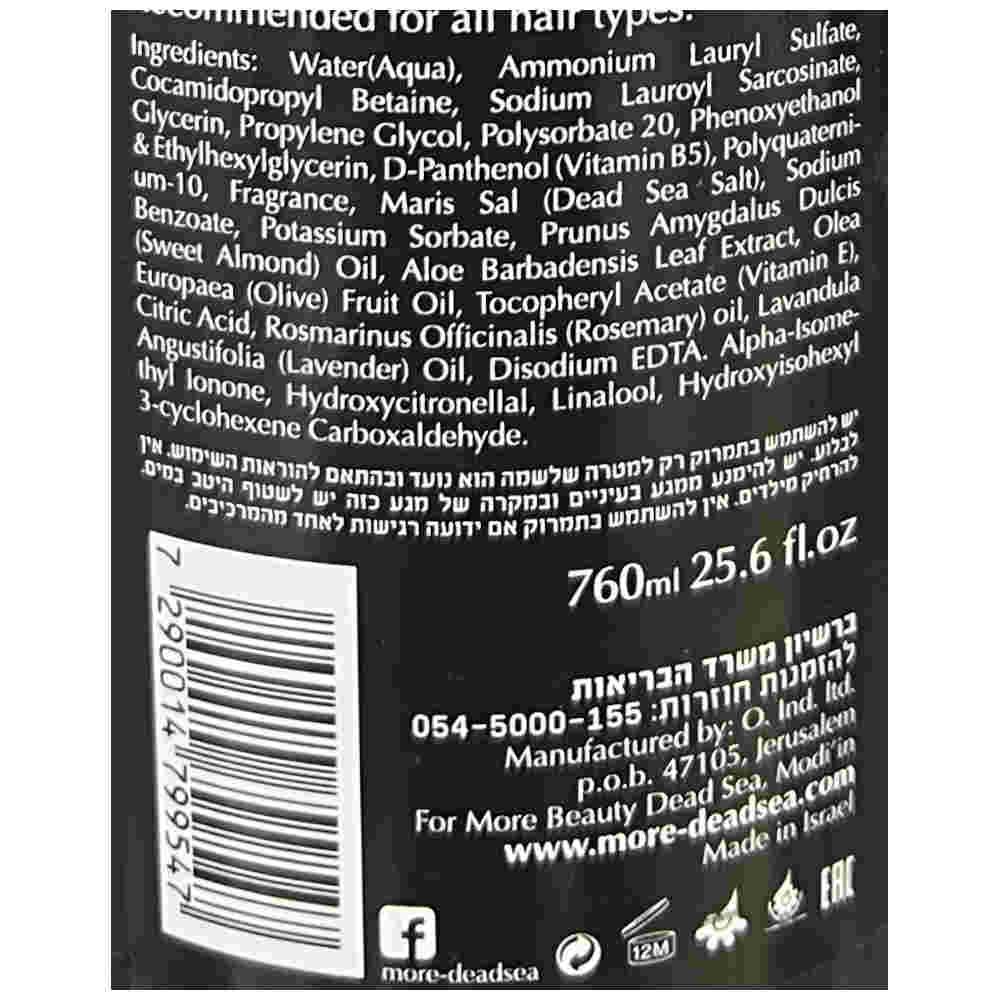 recommended for all hair types.
Ingredients: Water(Aqua), Ammonium Lauryl Sulfate,
Cocamidopropyl Betaine, Sodium Lauroyl Sarcosinate,
Glycerin, Propylene Glycol, Polysorbate 20, Phenoxyethanol
& Ethylhexylglycerin, D-Panthenol (Vitamin B5), Polyquaterni-
um-10, Fragrance, Maris Sal (Dead Sea Salt), Sodium
Benzoate, Potassium Sorbate, Prunus Amygdalus Dulcis
(Sweet Almond) Oil, Aloe Barbadensis Leaf Extract, Olea
Europaea (Olive) Fruit Oil, Tocopheryl Acetate (Vitamin E),
Citric Acid, Rosmarinus Officinalis (Rosemary) oil, Lavandula
Angustifolia (Lavender) Oil, Disodium EDTA. Alpha-Isome-
thyl Ionone, Hydroxycitronellal, Linalool, Hydroxyisohexyl
3-cyclohexene Carboxaldehyde.
יש להשתמש בתמרוק רק למטרה שלשמה הוא נועד ובהתאם להוראות השימוש. אין
לבלוע. יש להימנע ממגע בעיניים ובמקרה של מגע כזה יש לשטוף היטב במים.
להרחיק מילדים. אין להשתמש בתמרוק אם ידועה רגישות לאחד מהמרכיבים.
760ml 25.6 fl.oz
ברשיון משרד הבריאות
להזמנות חוזרות: 054-5000-155
Manufactured by: O. Ind. ltd.
p.o.b. 47105, Jerusalem
For More Beauty Dead Sea, Modi'in
www.more-deadsea.com
Made in Israel
7 290014 799547
f
more-deadsea
12M
EAC